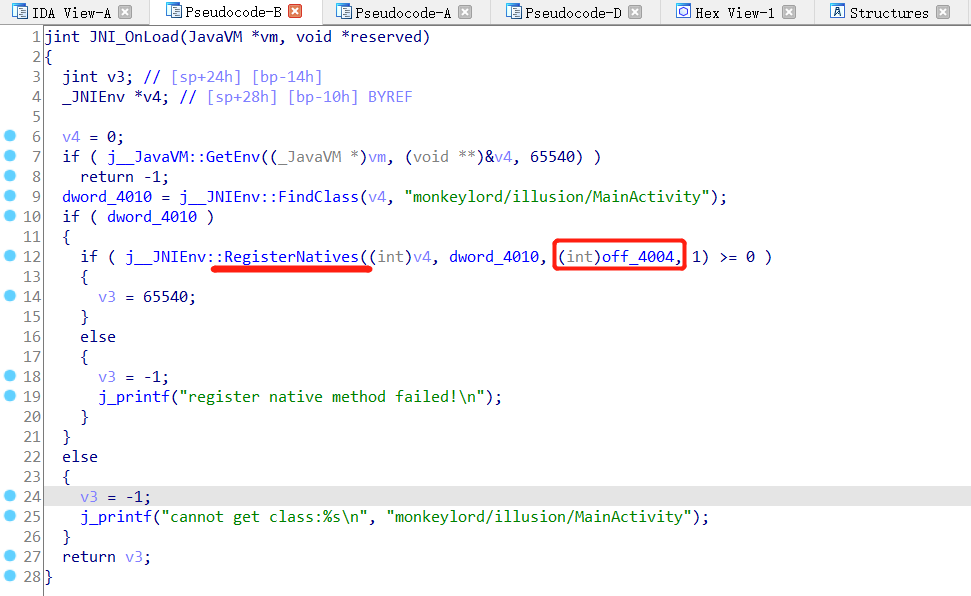 IDA View-A Pseudocode-B Pseudocode-A Pseudocode-D Hex View-1 Structures
1 jint JNI_OnLoad(JavaVM *vm, void *reserved)
2 {
3 jint v3; // [sp+24h] [bp-14h]
4 _JNIEnv *v4; // [sp+28h] [bp-10h] BYREF
5
6 v4 = 0;
7 if ( j__JavaVM::GetEnv((_JavaVM *)vm, (void **)&v4, 65540) )
8 return -1;
9 dword_4010 = j__JNIEnv::FindClass(v4, "monkeylord/illusion/MainActivity");
10 if ( dword_4010 )
11 {
12 if ( j__JNIEnv::RegisterNatives((int)v4, dword_4010, (int)off_4004, 1) >= 0 )
13 {
14 v3 = 65540;
15 }
16 else
17 {
18 v3 = -1;
19 j_printf("register native method failed!\n");
20 }
21 }
22 else
23 {
24 v3 = -1;
25 j_printf("cannot get class:%s\n", "monkeylord/illusion/MainActivity");
26 }
27 return v3;
28 }